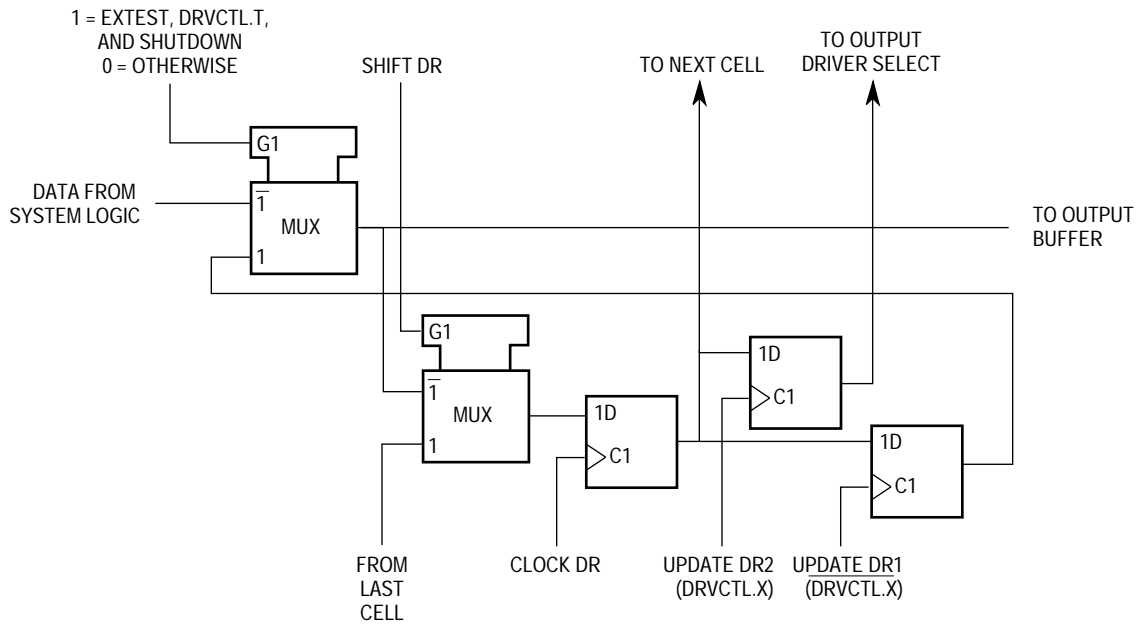 1 = EXTEST, DRVCTL.T,
AND SHUTDOWN
0 = OTHERWISE
SHIFT DR
TO NEXT CELL
TO OUTPUT
DRIVER SELECT
G1
DATA FROM
SYSTEM LOGIC
1
MUX
1
TO OUTPUT
BUFFER
G1
1
MUX
1
1D
C1
1D
C1
1D
C1
FROM
LAST
CELL
CLOCK DR
UPDATE DR2
(DRVCTL.X)
UPDATE DR1
(DRVCTL.X)